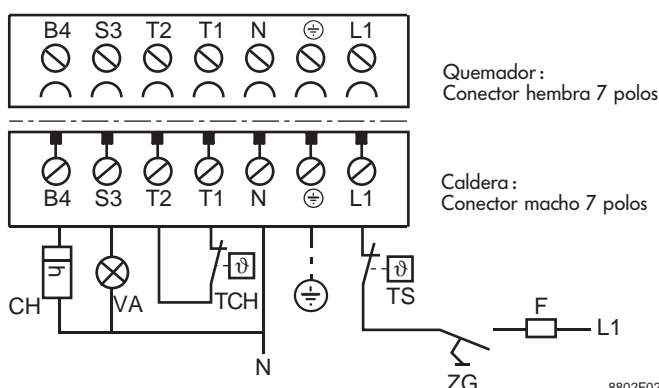 B4 S3 T2 T1 N L1
Quemador:
Conector hembra 7 polos
Caldera:
Conector macho 7 polos
B4 S3 T2 T1 N L1
h
ϑ
ϑ
CH
VA
TCH
TS
F
L1
N
ZG